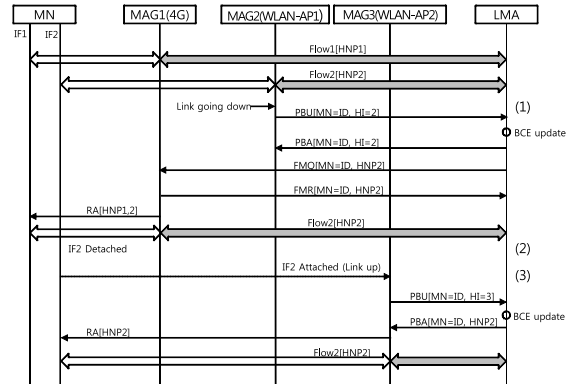 MN MAG1(4G) MAG2(WLAN-AP1) MAG3(WLAN-AP2) LMA
IF1 IF2
Flow1[HNP1]
Flow2[HNP2]
Link going down
PBU[MN=ID, HI=2] (1)
BCE update
PBA[MN=ID, HI=2]
FMQ[MN=ID, HNP2]
FMR[MN=ID, HNP2]
RA[HNP1,2]
Flow2[HNP2]
IF2 Detached (2)
IF2 Attached (Link up) (3)
PBU[MN=ID, HI=3]
BCE update
PBA[MN=ID, HNP2]
RA[HNP2]
Flow2[HNP2]